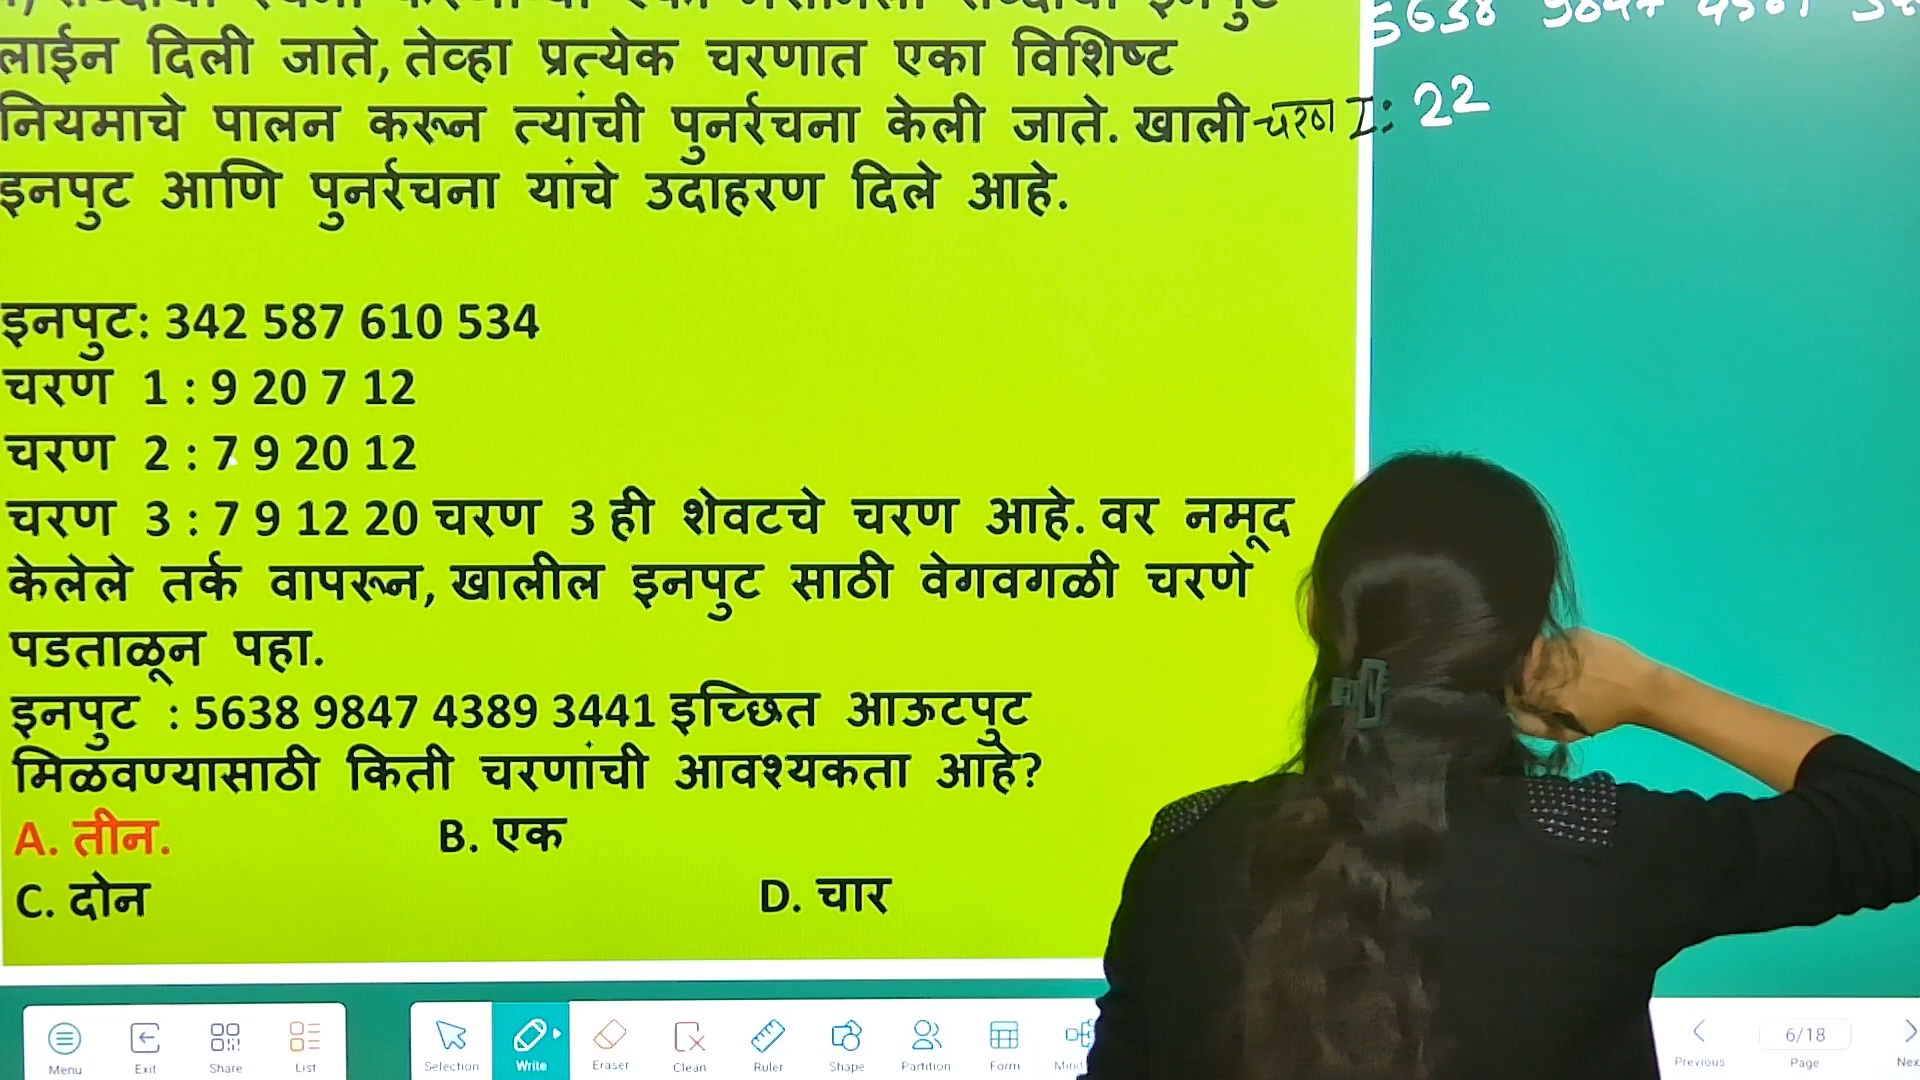 लाईन दिली जाते, तेव्हा प्रत्येक चरणात एका विशिष्ट
नियमाचे पालन करून त्यांची पुनर्रचना केली जाते. खाली
चरण I: 22
इनपुट आणि पुनर्रचना यांचे उदाहरण दिले आहे.
इनपुट: 342 587 610 534
चरण 1 : 9 20 7 12
चरण 2 : 7 9 20 12
चरण 3 : 7 9 12 20 चरण 3 ही शेवटचे चरण आहे. वर नमूद
केलेले तर्क वापरून, खालील इनपुट साठी वेगवगळी चरणे
पडताळून पहा.
इनपुट : 5638 9847 4389 3441 इच्छित आऊटपुट
मिळवण्यासाठी किती चरणांची आवश्यकता आहे?
A. तीन. B. एक
C. दोन D. चार
Menu Exit Share List Selection Write Eraser Clean Ruler Shape Partition Form Mind Previous 6/18 Page